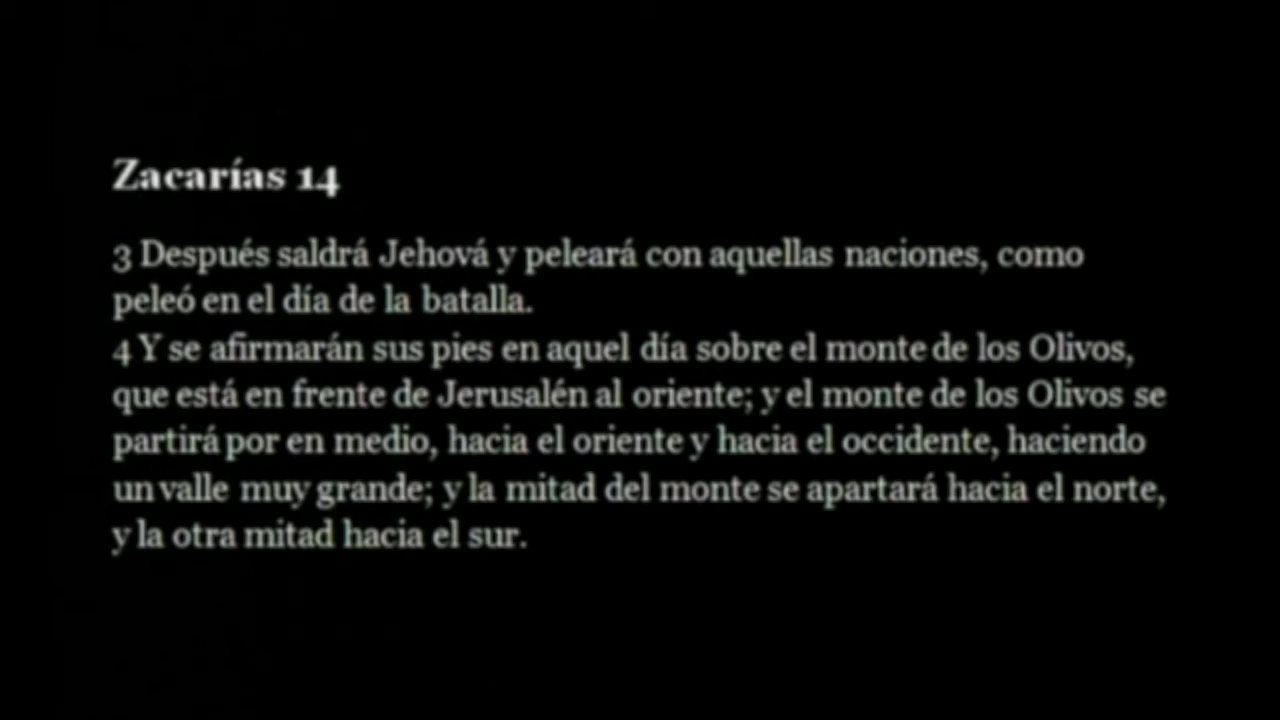 Zacarías 14
3 Después saldrá Jehová y peleará con aquellas naciones, como
peleó en el día de la batalla.
4 Y se afirmarán sus pies en aquel día sobre el monte de los Olivos,
que está en frente de Jerusalén al oriente; y el monte de los Olivos se
partirá por en medio, hacia el oriente y hacia el occidente, haciendo
un valle muy grande; y la mitad del monte se apartará hacia el norte,
y la otra mitad hacia el sur.